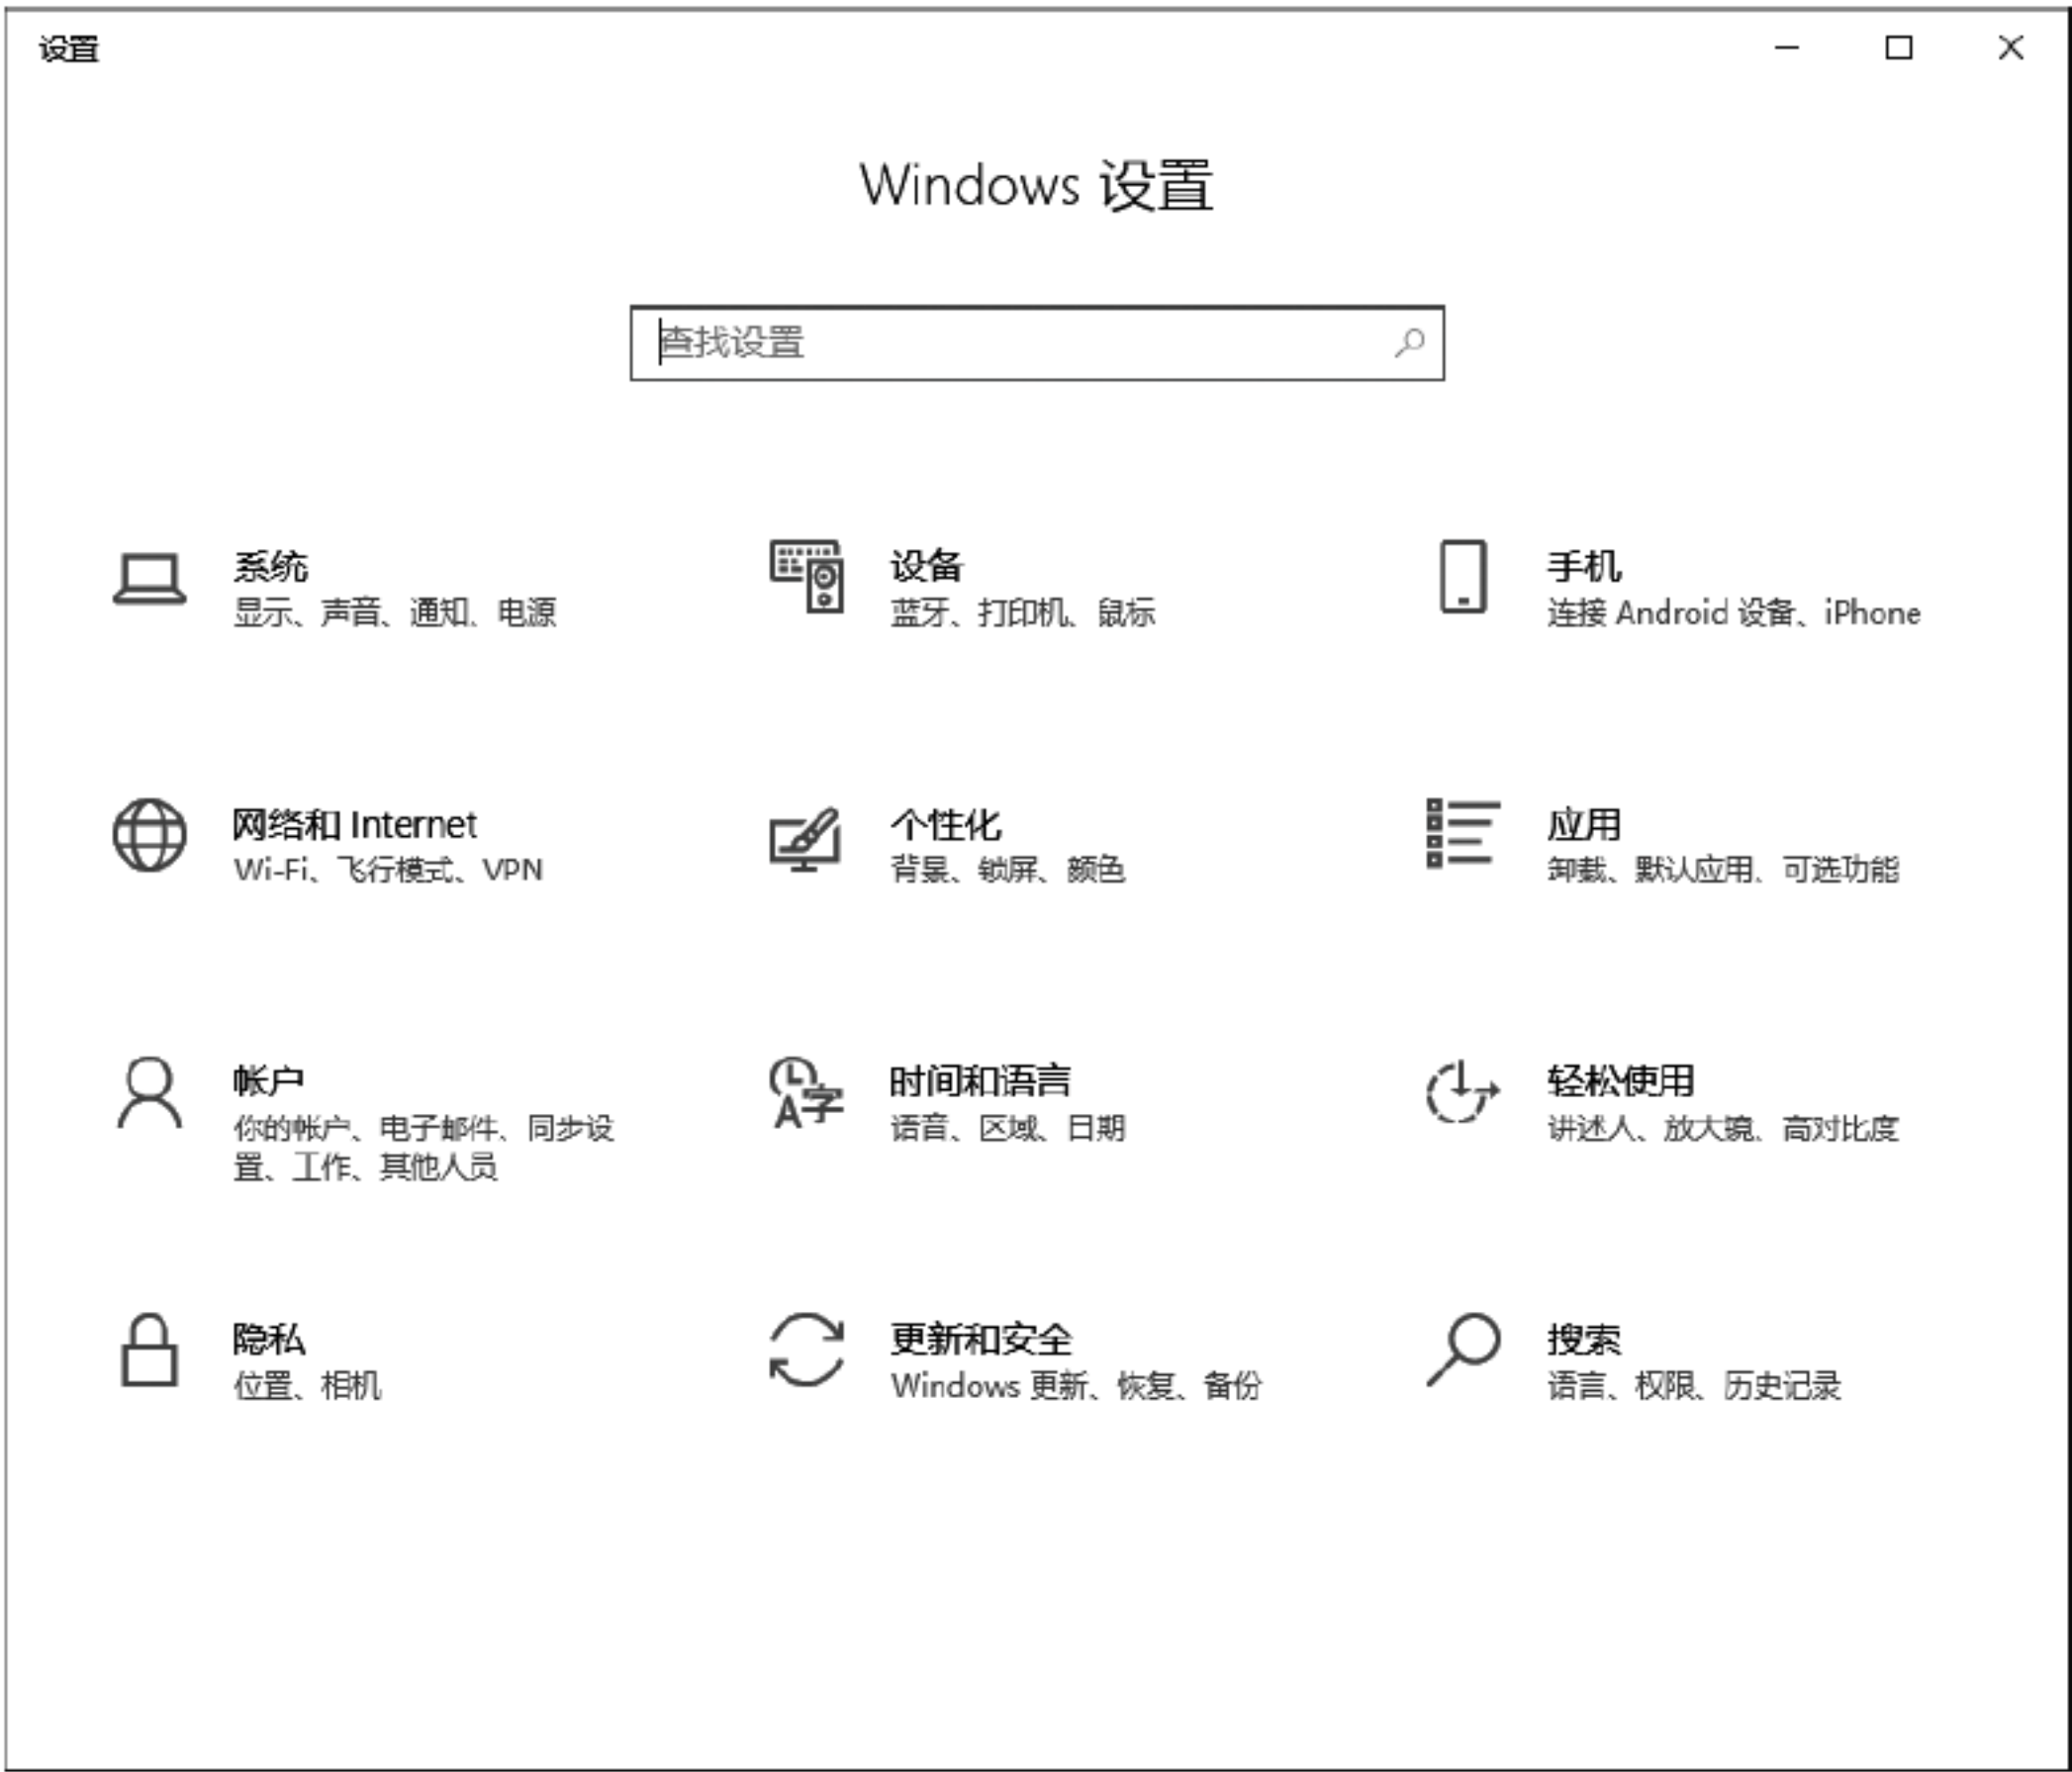 设置
Windows 设置
查找设置
系统
显示、声音、通知、电源
设备
蓝牙、打印机、鼠标
手机
连接 Android 设备、iPhone
网络和 Internet
Wi-Fi、飞行模式、VPN
个性化
背景、锁屏、颜色
应用
卸载、默认应用、可选功能
帐户
你的帐户、电子邮件、同步设
置、工作、其他人员
时间和语言
语音、区域、日期
轻松使用
讲述人、放大镜、高对比度
隐私
位置、相机
更新和安全
Windows 更新、恢复、备份
搜索
语言、权限、历史记录